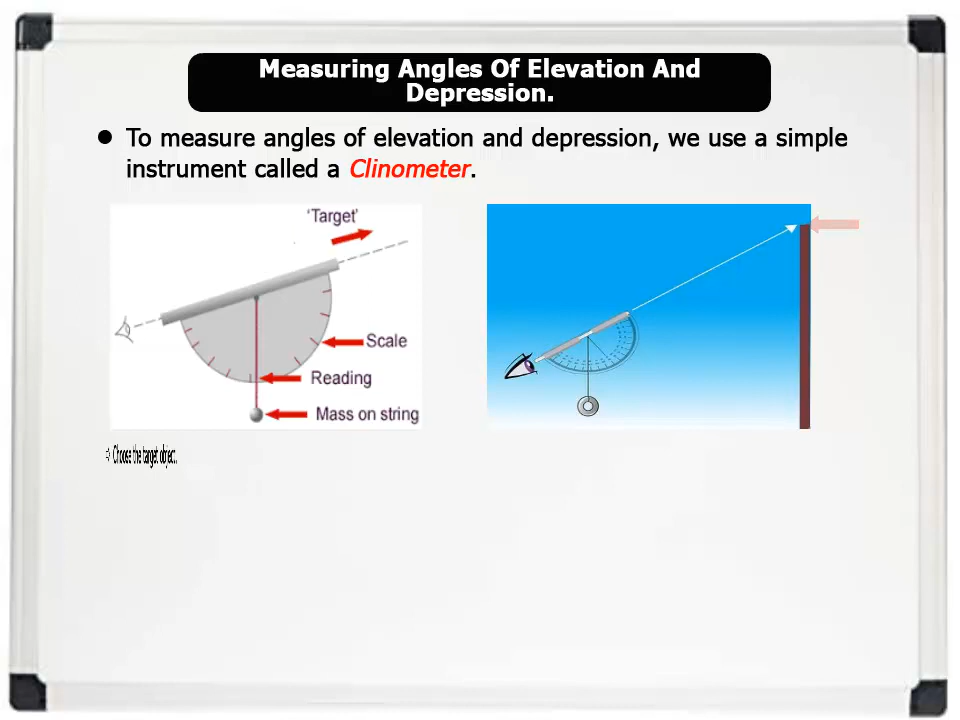 Measuring Angles Of Elevation And
Depression.
● To measure angles of elevation and depression, we use a simple
instrument called a Clinometer.
‘Target’
Scale
Reading
Mass on string
Choose the target object.